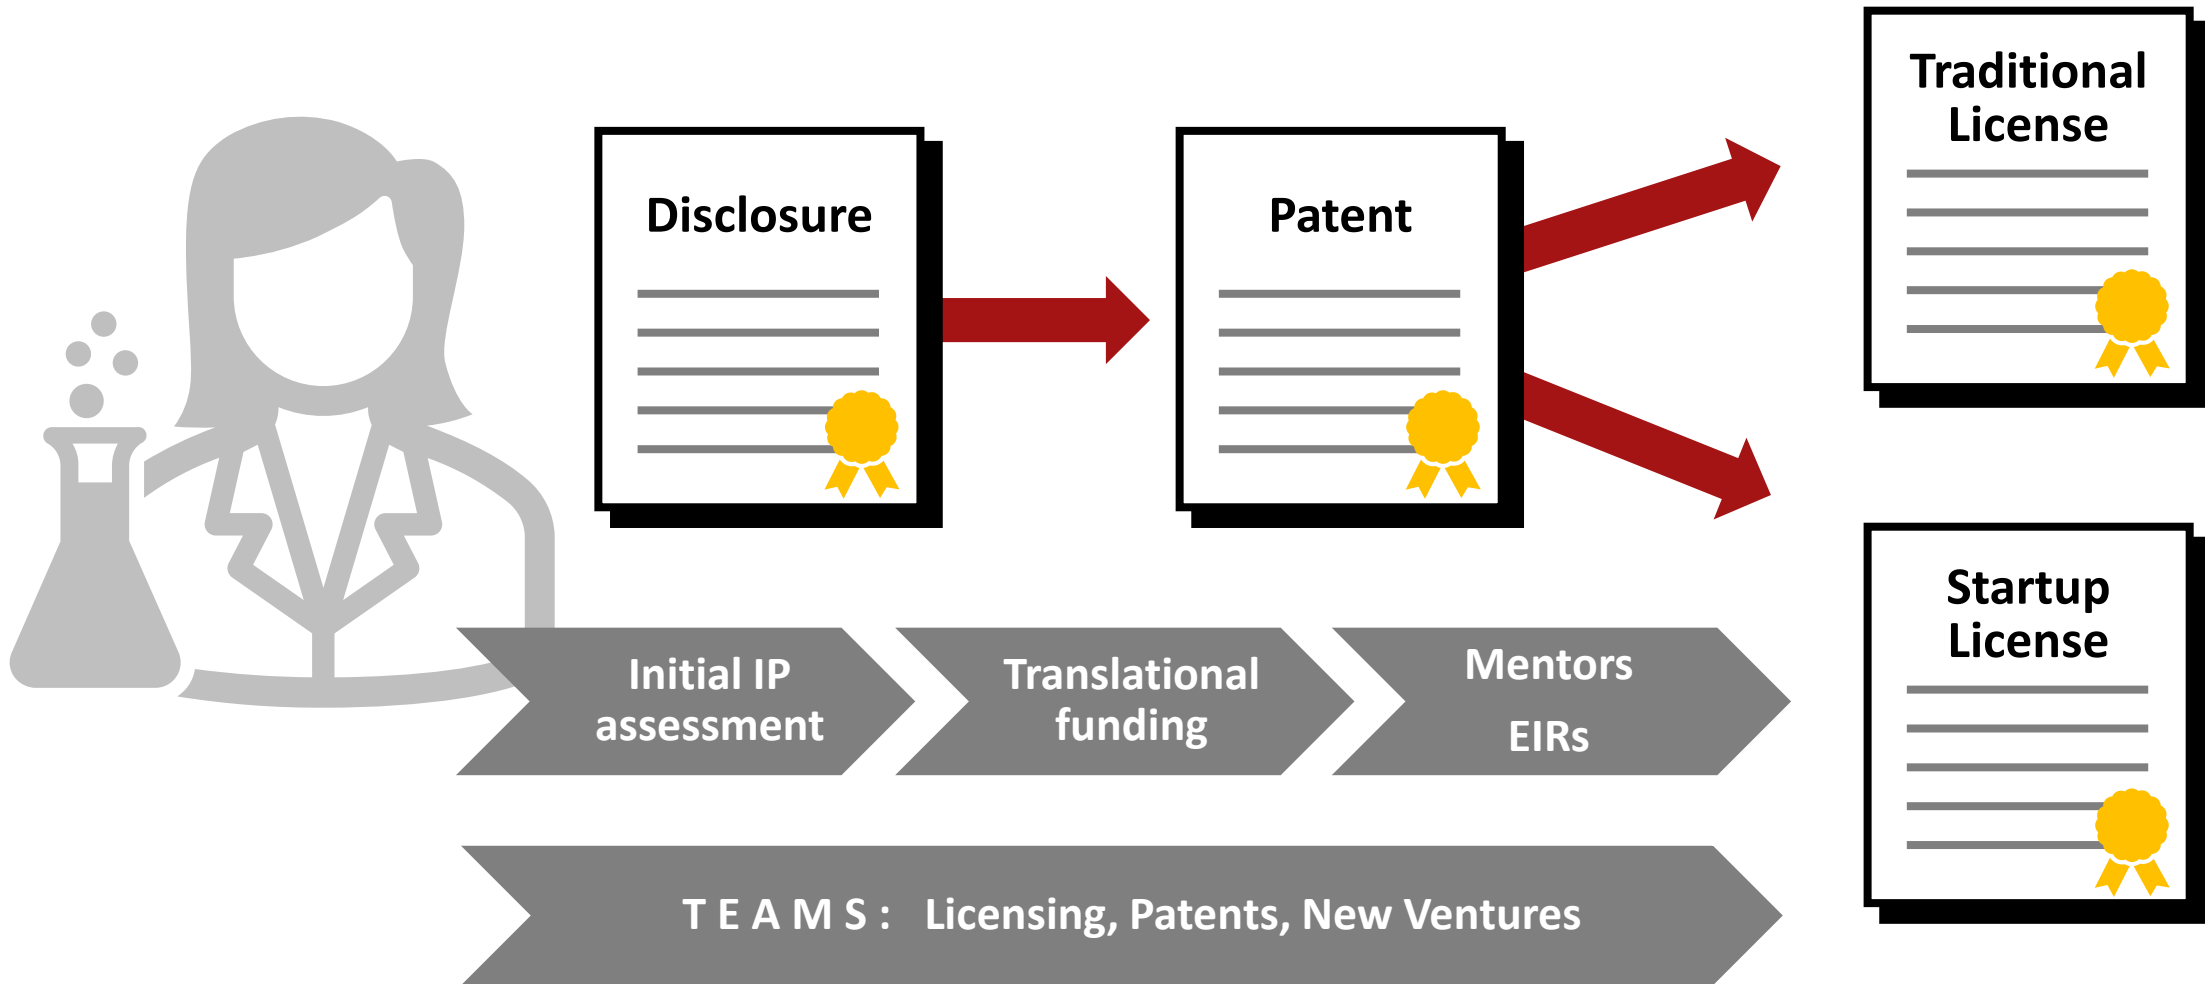 Disclosure
Patent
Traditional
License
Startup
License
Initial IP
assessment
Translational
funding
Mentors
EIRs
T E A M S : Licensing, Patents, New Ventures